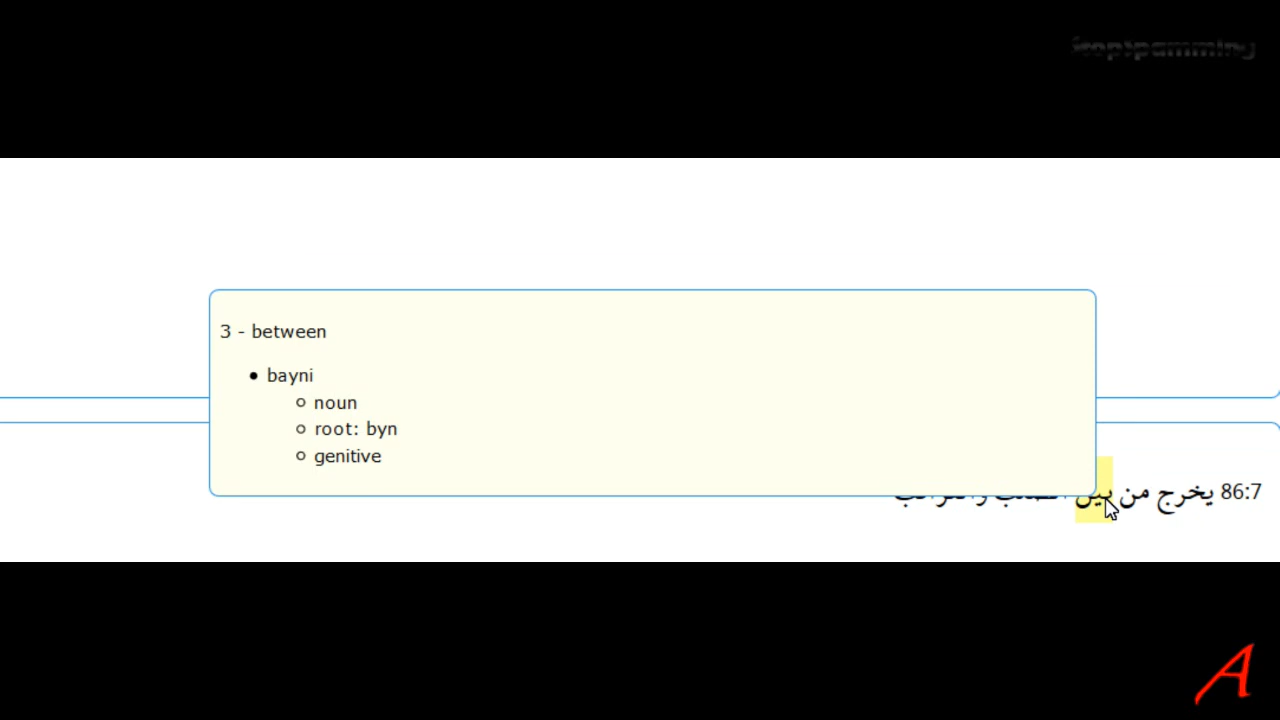 3 - between
bayni
noun
root: byn
genitive
86:7 يخرج من بين
A